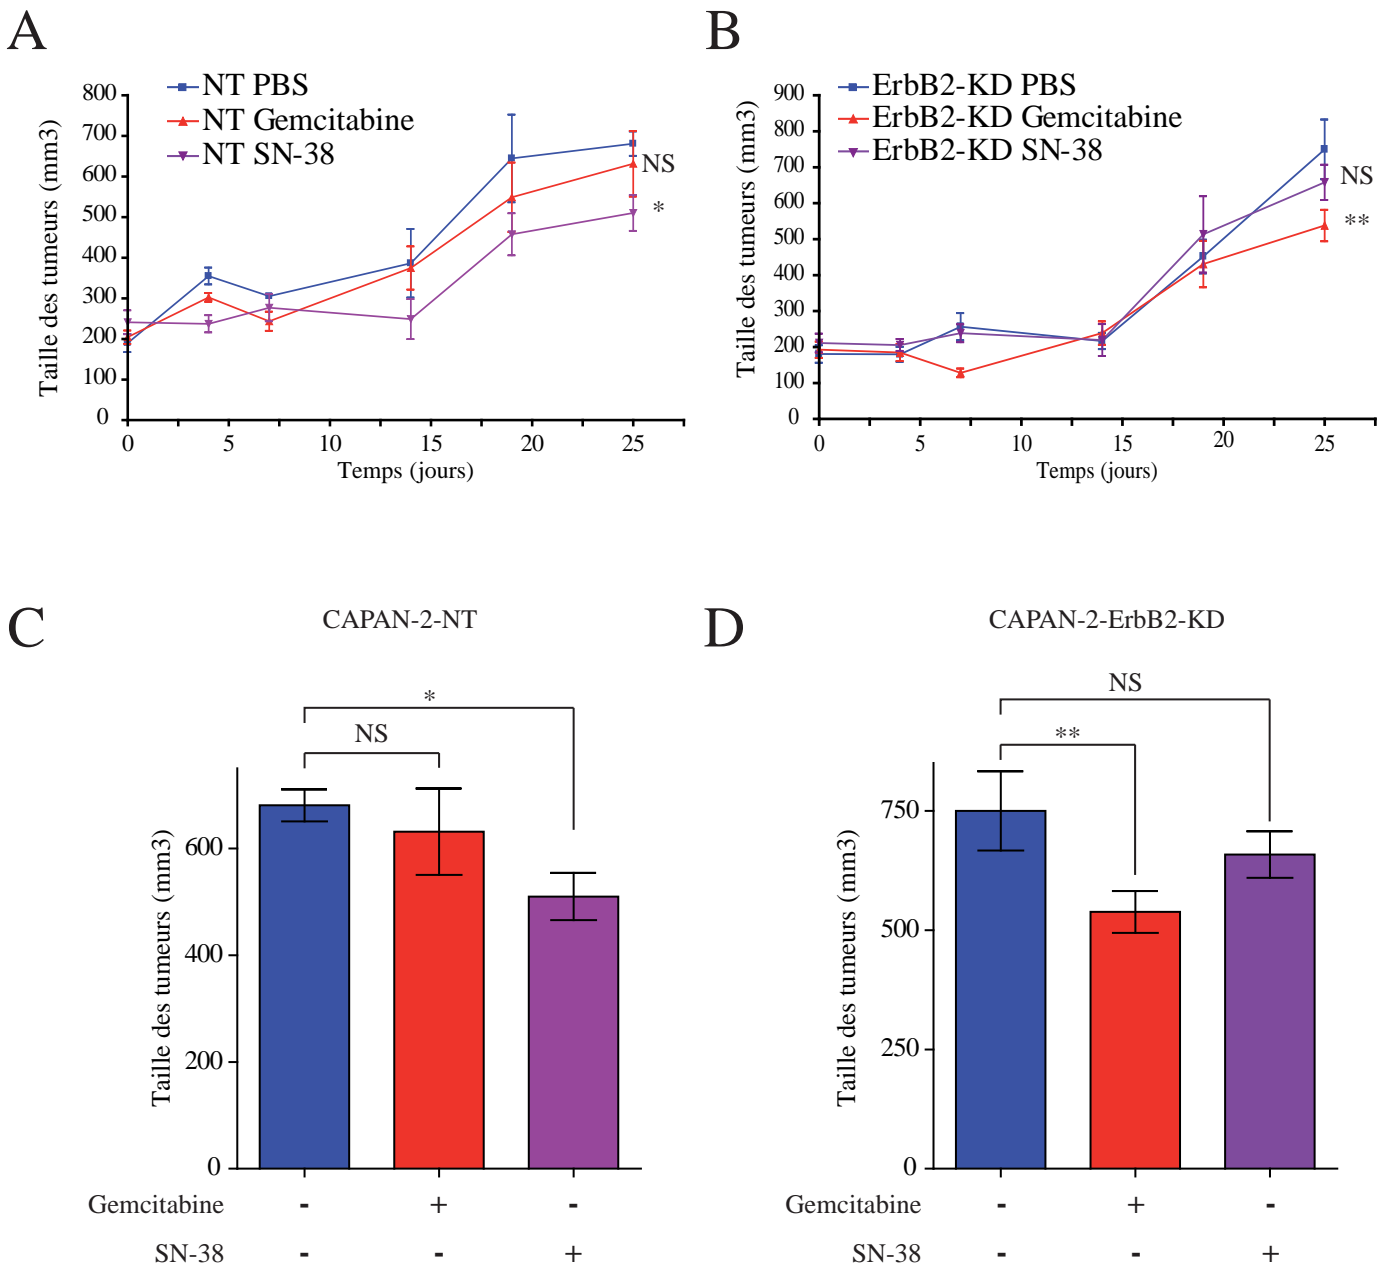 A
NT PBS
NT Gemcitabine
NT SN-38
800
700
600
500
400
300
200
100
0
Taille des tumeurs (mm3)
NS
*
0 5 10 15 20 25
Temps (jours)
B
ErbB2-KD PBS
ErbB2-KD Gemcitabine
ErbB2-KD SN-38
900
800
700
600
500
400
300
200
100
0
Taille des tumeurs (mm3)
NS
**
0 5 10 15 20 25
Temps (jours)
C
CAPAN-2-NT
*
NS
600
400
200
0
Taille des tumeurs (mm3)
Gemcitabine - + -
SN-38 - - +
D
CAPAN-2-ErbB2-KD
NS
**
750
500
250
0
Taille des tumeurs (mm3)
Gemcitabine - + -
SN-38 - - +